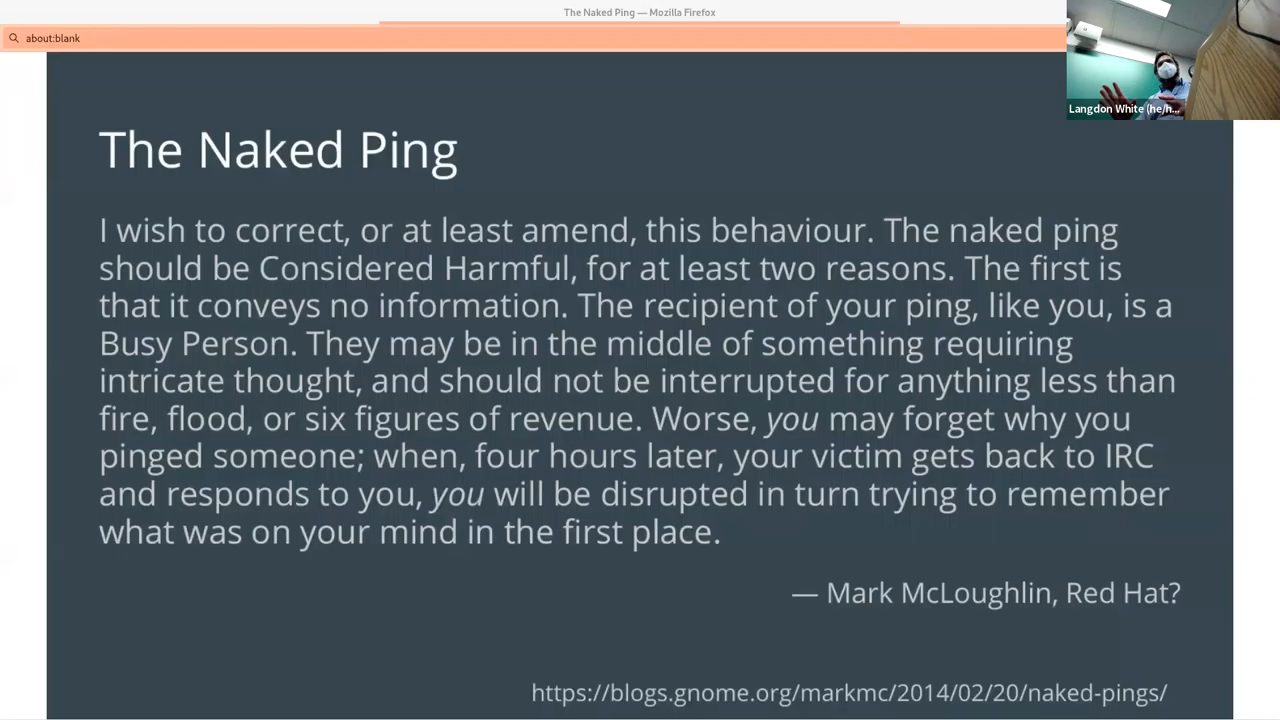 The Naked Ping — Mozilla Firefox
about:blank
Langdon White (he/h...
The Naked Ping
I wish to correct, or at least amend, this behaviour. The naked ping
should be Considered Harmful, for at least two reasons. The first is
that it conveys no information. The recipient of your ping, like you, is a
Busy Person. They may be in the middle of something requiring
intricate thought, and should not be interrupted for anything less than
fire, flood, or six figures of revenue. Worse, you may forget why you
pinged someone; when, four hours later, your victim gets back to IRC
and responds to you, you will be disrupted in turn trying to remember
what was on your mind in the first place.
— Mark McLoughlin, Red Hat?
https://blogs.gnome.org/markmc/2014/02/20/naked-pings/